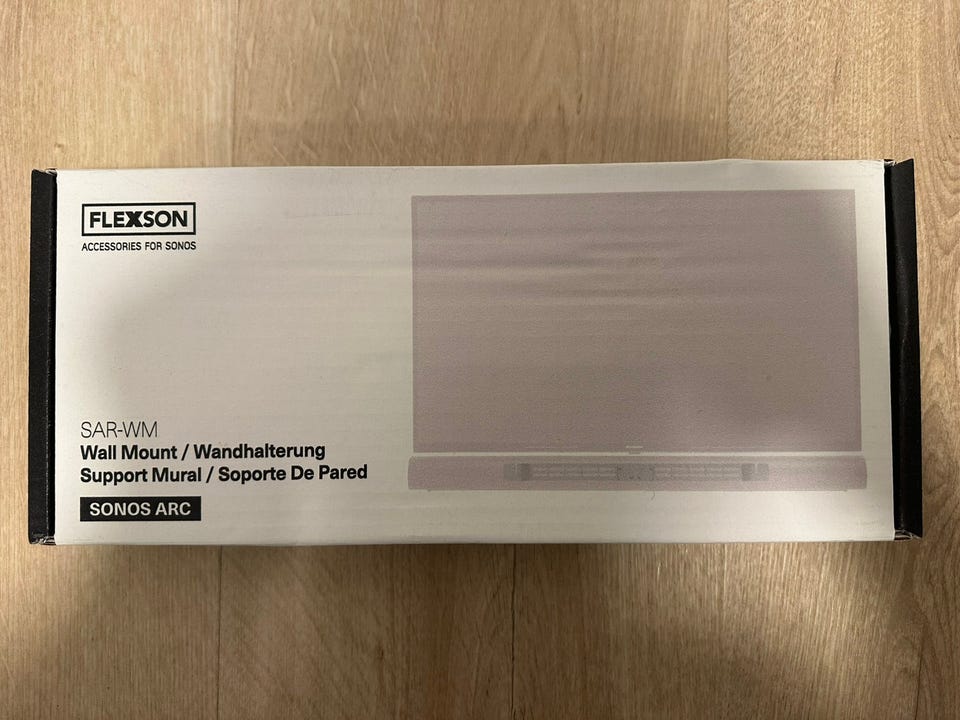 FLEXSON
ACCESSORIES FOR SONOS
SAR-WM
Wall Mount / Wandhalterung
Support Mural / Soporte De Pared
SONOS ARC